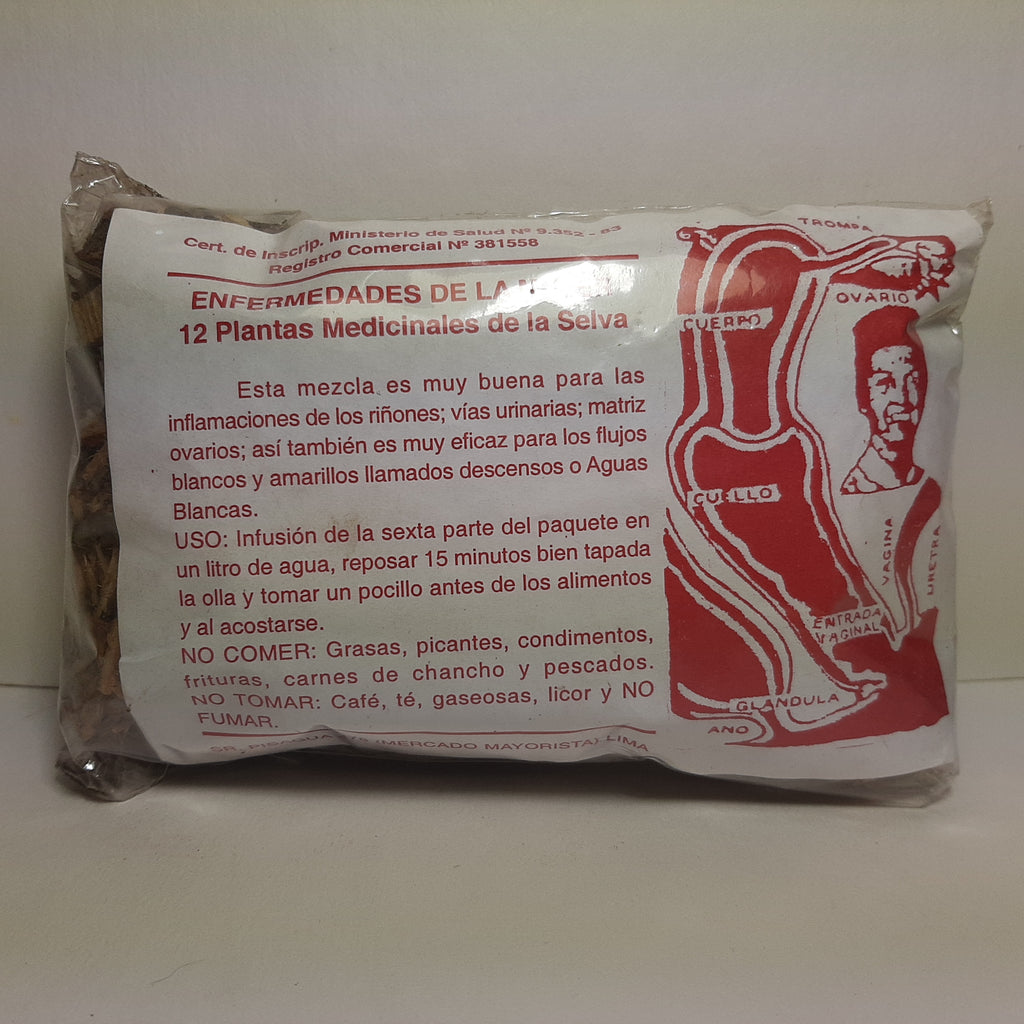 Cert. de Inscrip. Ministerio de Salud Nº 9.352 - 83
Registro Comercial Nº 381558
ENFERMEDADES DE LA
12 Plantas Medicinales de la Selva
Esta mezcla es muy buena para las
inflamaciones de los riñones; vías urinarias; matriz
ovarios; así también es muy eficaz para los flujos
blancos y amarillos llamados descensos o Aguas
Blancas.
USO: Infusión de la sexta parte del paquete en
un litro de agua, reposar 15 minutos bien tapada
la olla y tomar un pocillo antes de los alimentos
y al acostarse.
NO COMER: Grasas, picantes, condimentos,
frituras, carnes de chancho y pescados.
NO TOMAR: Café, té, gaseosas, licor y NO
FUMAR.
(MERCADO MAYORISTA) LIMA
TROMPA
OVARIO
CUERPO
CUELLO
VAGINA
URETRA
ENTRADA
VAGINAL
GLANDULA
ANO